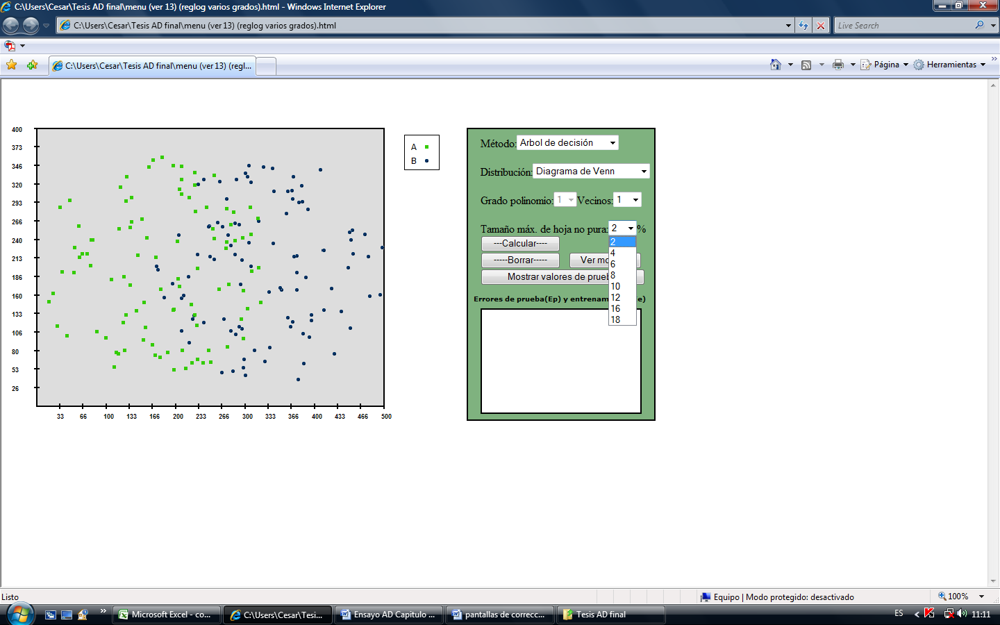 C:\Users\Cesar\Tesis AD final\menu (ver 13) (reglog varios grados).html - Windows Internet Explorer
C:\Users\Cesar\Tesis AD final\menu (ver 13) (reglog varios grados).html
Live Search
C:\Users\Cesar\Tesis AD final\menu (ver 13) (regl...
Página
Herramientas
400
373
346
320
293
266
240
213
186
160
133
106
80
53
26
33 66 100 133 166 200 233 266 300 333 366 400 433 466 500
A
B
Método: Arbol de decisión
Distribución: Diagrama de Venn
Grado polinomio: 1 Vecinos: 1
Tamaño máx. de hoja no pura: 2 %
---Calcular----
-----Borrar-----
Ver mo
Mostrar valores de prueb
Errores de prueba(Ep) y entrenam e)
2
4
6
8
10
12
16
18
Listo
Equipo | Modo protegido: desactivado
100%
Microsoft Excel - co...
C:\Users\Cesar\Tesi...
Ensayo AD Capitulo ...
pantallas de correcc...
Tesis AD final
ES
11:11